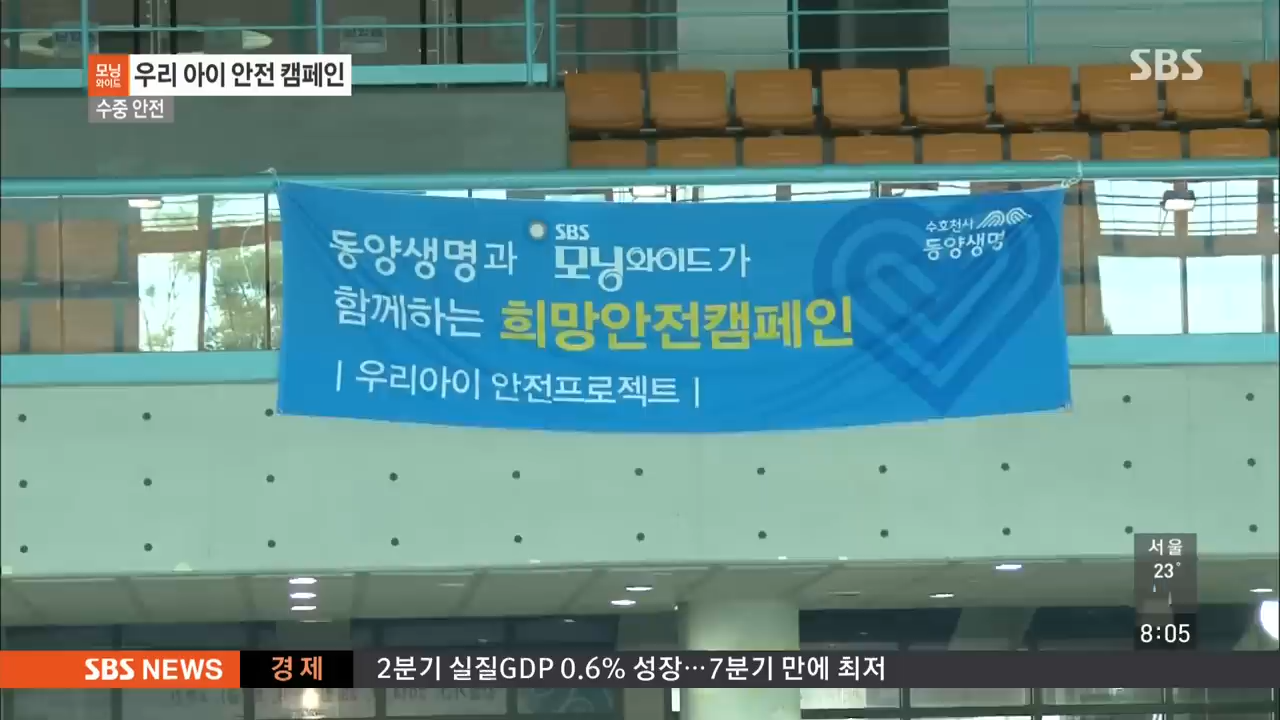 모닝
와이드
우리 아이 안전 캠페인
수중 안전
SBS
동양생명과 SBS 모닝와이드가
함께하는 희망안전캠페인
| 우리아이 안전프로젝트 |
수호천사
동양생명
서울
23°
8:05
SBS NEWS 경제 2분기 실질GDP 0.6% 성장…7분기 만에 최저